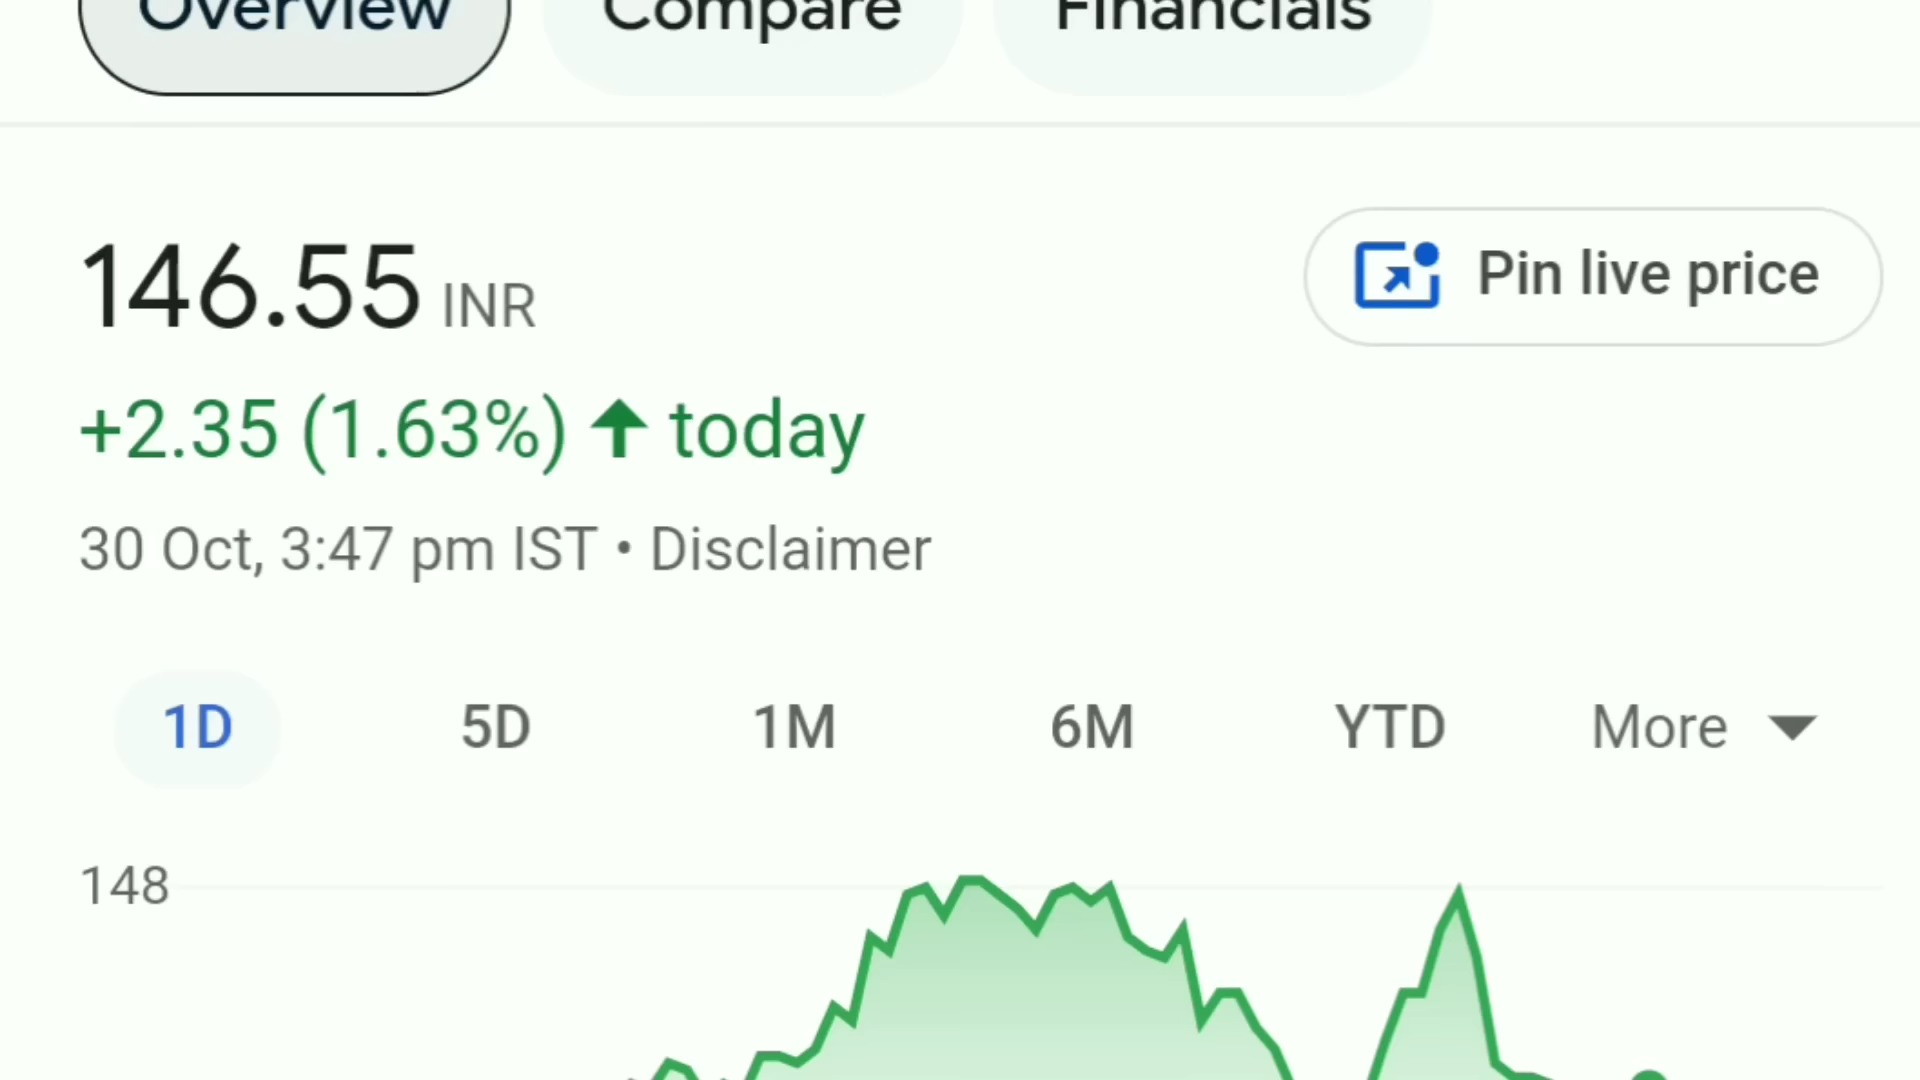 Overview Compare Financials
146.55 INR
Pin live price
+2.35 (1.63%) ↑ today
30 Oct, 3:47 pm IST • Disclaimer
1D 5D 1M 6M YTD More
148